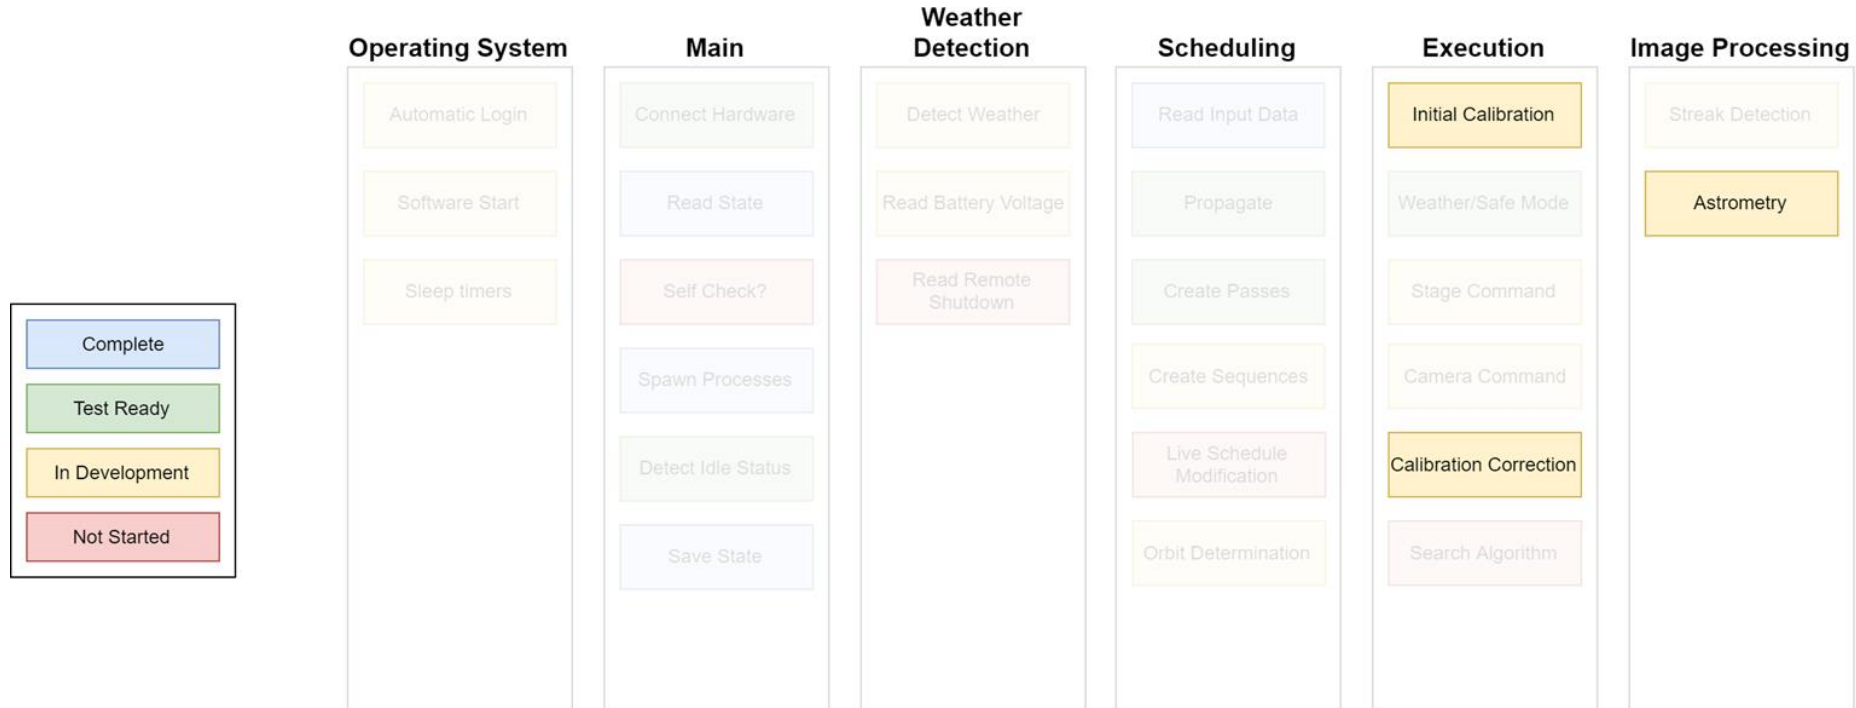 Weather
Operating System Main Detection Scheduling Execution Image Processing
Automatic Login Connect Hardware Detect Weather Read Input Data Initial Calibration Streak Detection
Software Start Read State Read Battery Voltage Propagate Weather/Safe Mode Astrometry
Sleep timers Self Check? Read Remote
Shutdown Create Passes Stage Command
Complete
Spawn Processes Create Sequences Camera Command
Test Ready
Detect Idle Status Live Schedule
Modification Calibration Correction
In Development
Not Started
Save State Orbit Determination Search Algorithm